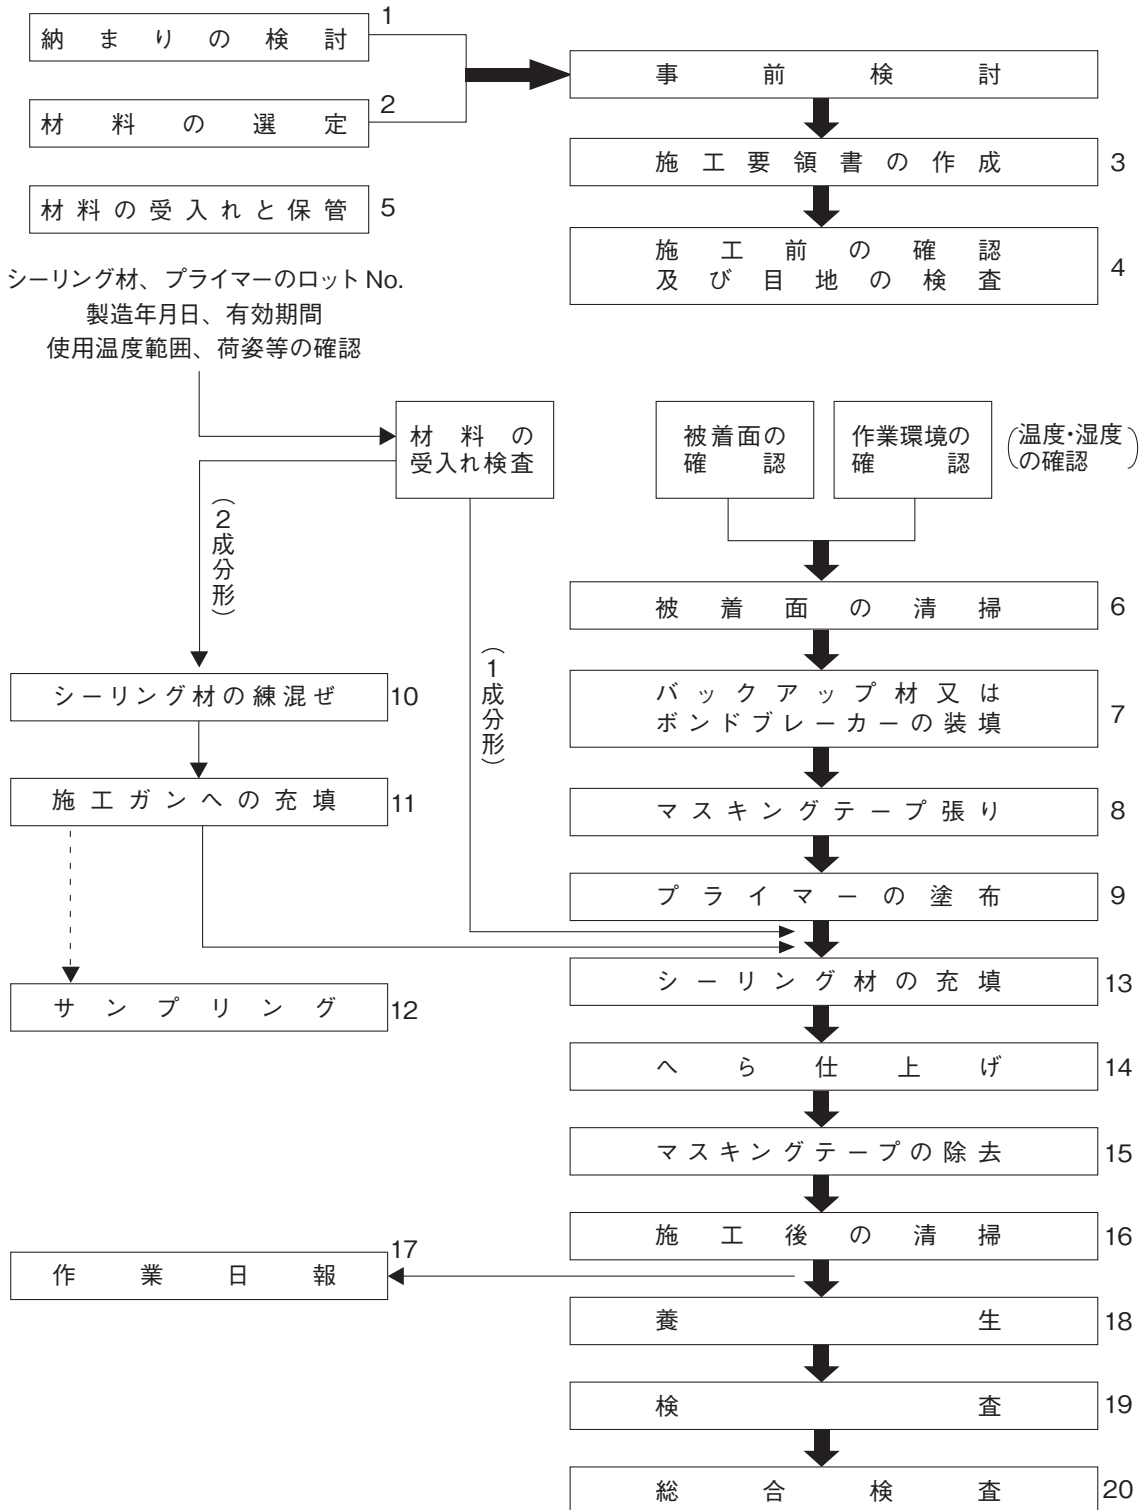 納まりの検討
1
材料の選定
2
事前検討
施工要領書の作成
3
材料の受入れと保管
5
施工前の確認
及び目地の検査
4
シーリング材、プライマーのロット No.
製造年月日、有効期間
使用温度範囲、荷姿等の確認
材料の
受入れ検査
被着面の
確認
作業環境の
確認
(温度・湿度
の確認)
(2成分形)
(1成分形)
被着面の清掃
6
シーリング材の練混ぜ
10
バックアップ材又は
ボンドブレーカーの装填
7
施工ガンへの充填
11
マスキングテープ張り
8
プライマーの塗布
9
サンプリング
12
シーリング材の充填
13
へら仕上げ
14
マスキングテープの除去
15
施工後の清掃
16
作業日報
17
養生
18
検査
19
総合検査
20